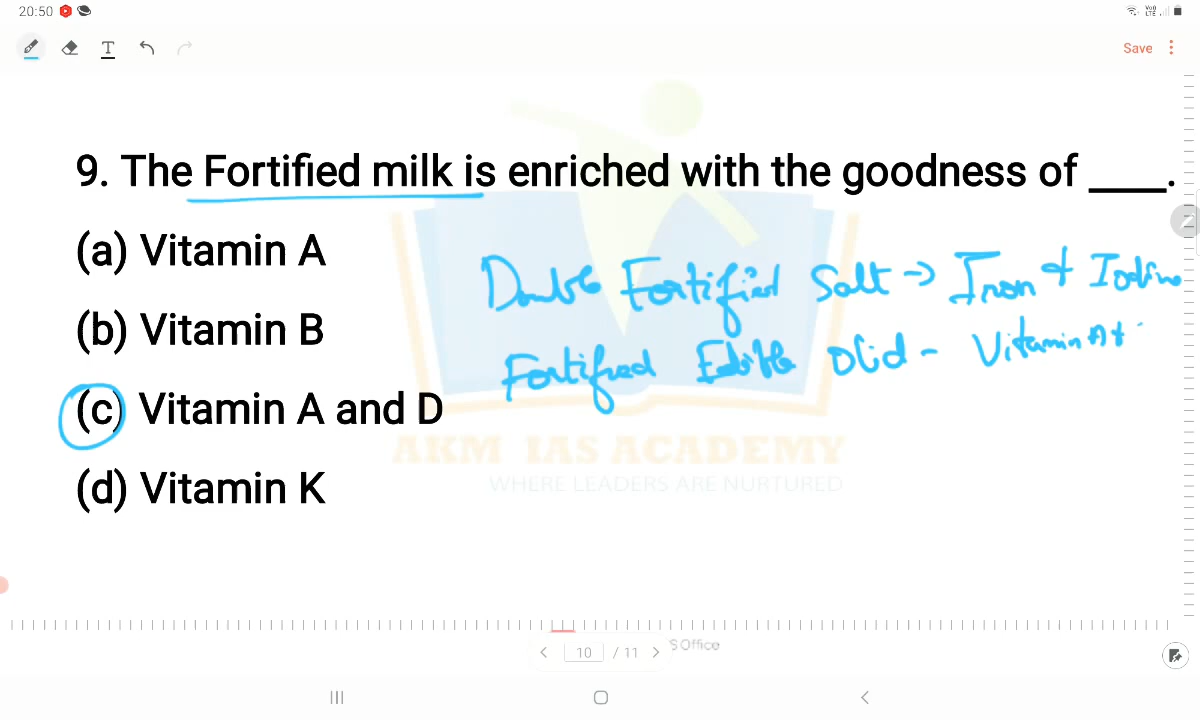 20:50
Save
9. The Fortified milk is enriched with the goodness of ____.
(a) Vitamin A
Double Fortified Salt → Iron & Iodine
(b) Vitamin B
Fortified Edible Oil - Vitamin A +
(c) Vitamin A and D
AKM IAS ACADEMY
(d) Vitamin K
WHERE LEADERS ARE NURTURED
10 / 11
S Office